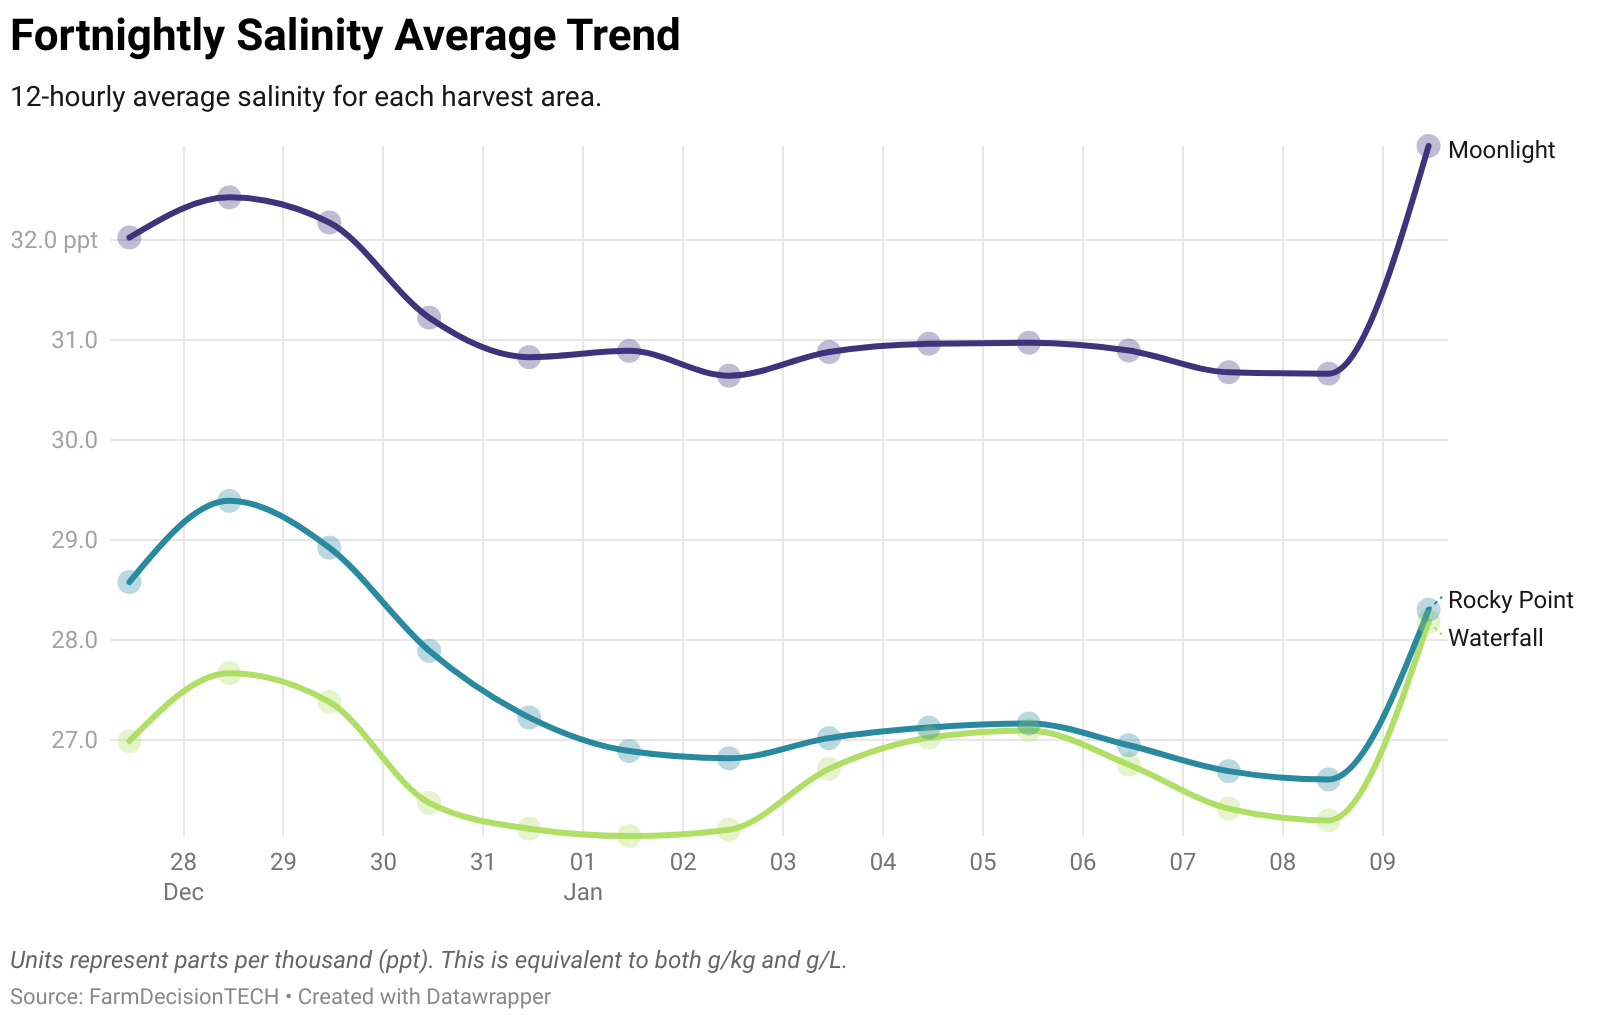 Fortnightly Salinity Average Trend
12-hourly average salinity for each harvest area.
Moonlight
32.0 ppt
31.0
30.0
29.0
28.0
27.0
Rocky Point
Waterfall
28 29 30 31 01 02 03 04 05 06 07 08 09
Dec Jan
Units represent parts per thousand (ppt). This is equivalent to both g/kg and g/L.
Source: FarmDecisionTECH • Created with Datawrapper